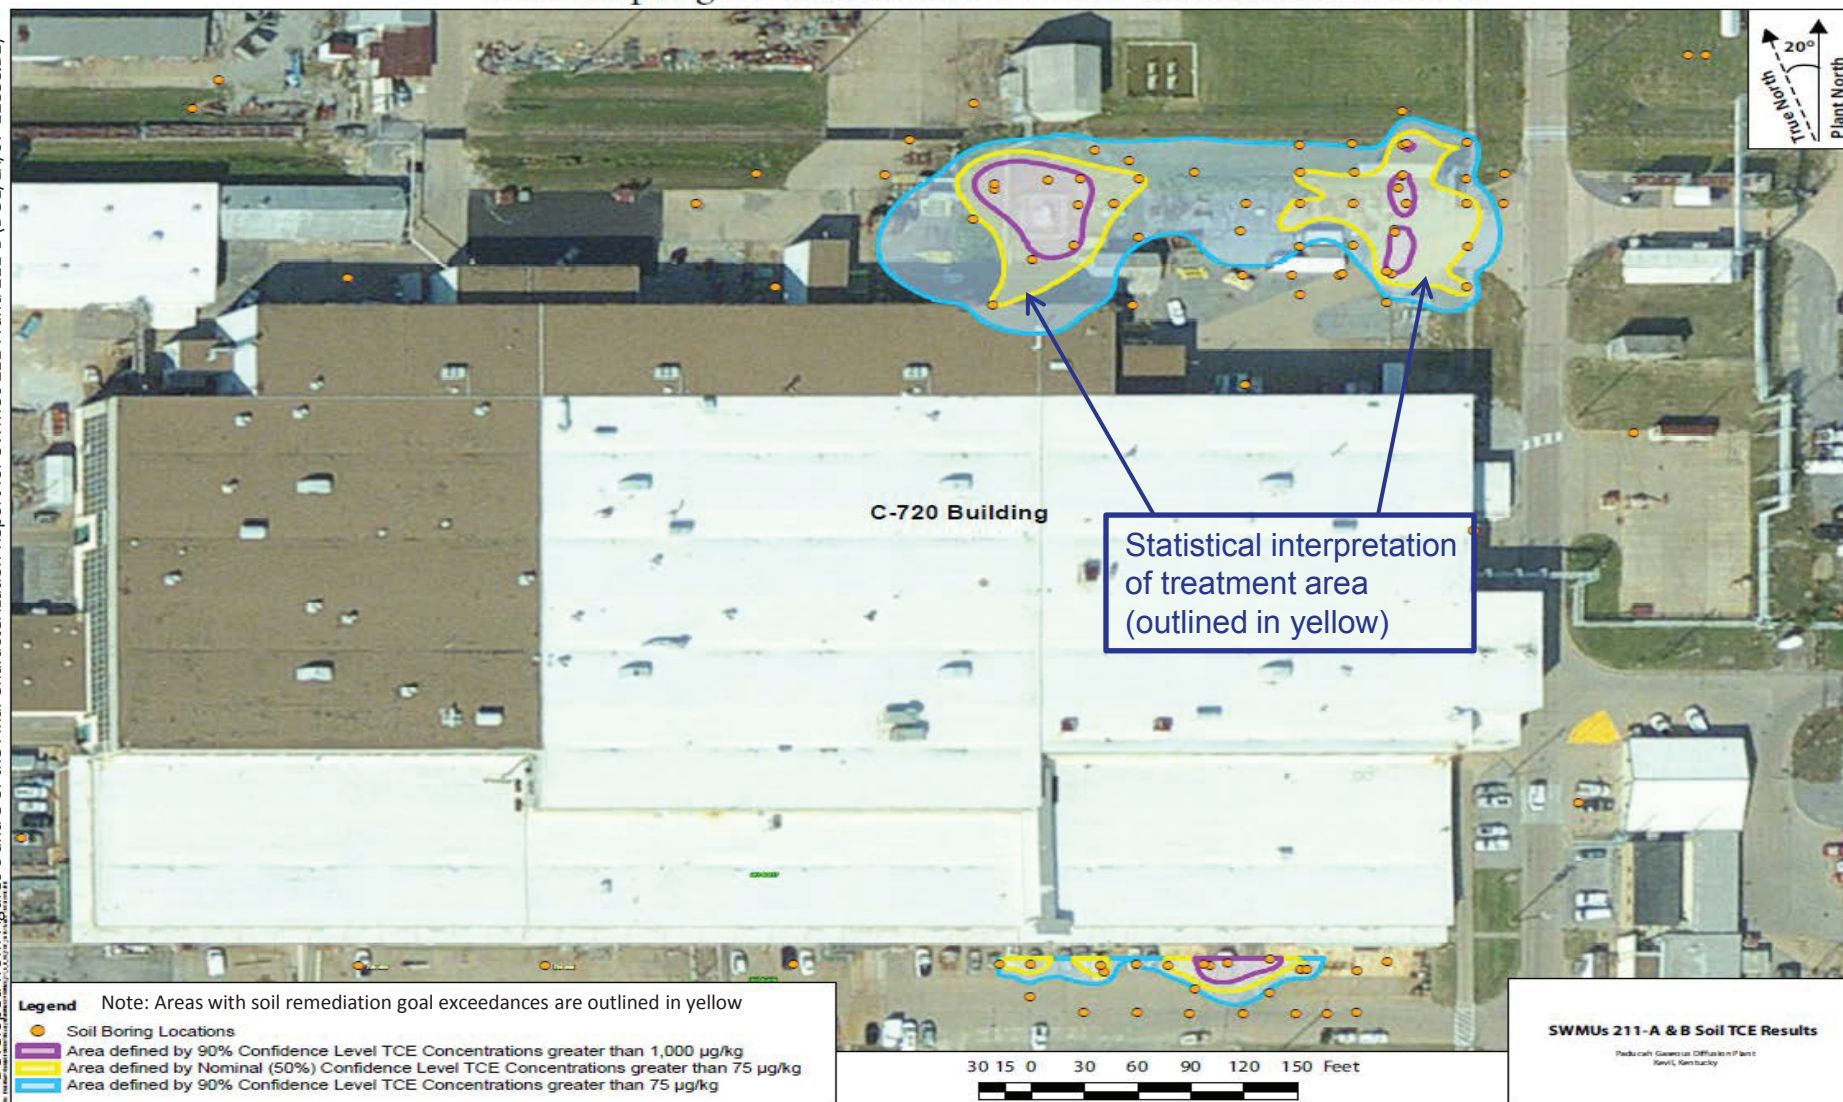 20°
True North
Plant North
C-720 Building
Statistical interpretation
of treatment area
(outlined in yellow)
Legend Note: Areas with soil remediation goal exceedances are outlined in yellow
Soil Boring Locations
Area defined by 90% Confidence Level TCE Concentrations greater than 1,000 µg/kg
Area defined by Nominal (50%) Confidence Level TCE Concentrations greater than 75 µg/kg
Area defined by 90% Confidence Level TCE Concentrations greater than 75 µg/kg
30 15 0 30 60 90 120 150 Feet
SWMUs 211-A & B Soil TCE Results
Paducah Gaseous Diffusion Plant
Kevil, Kentucky